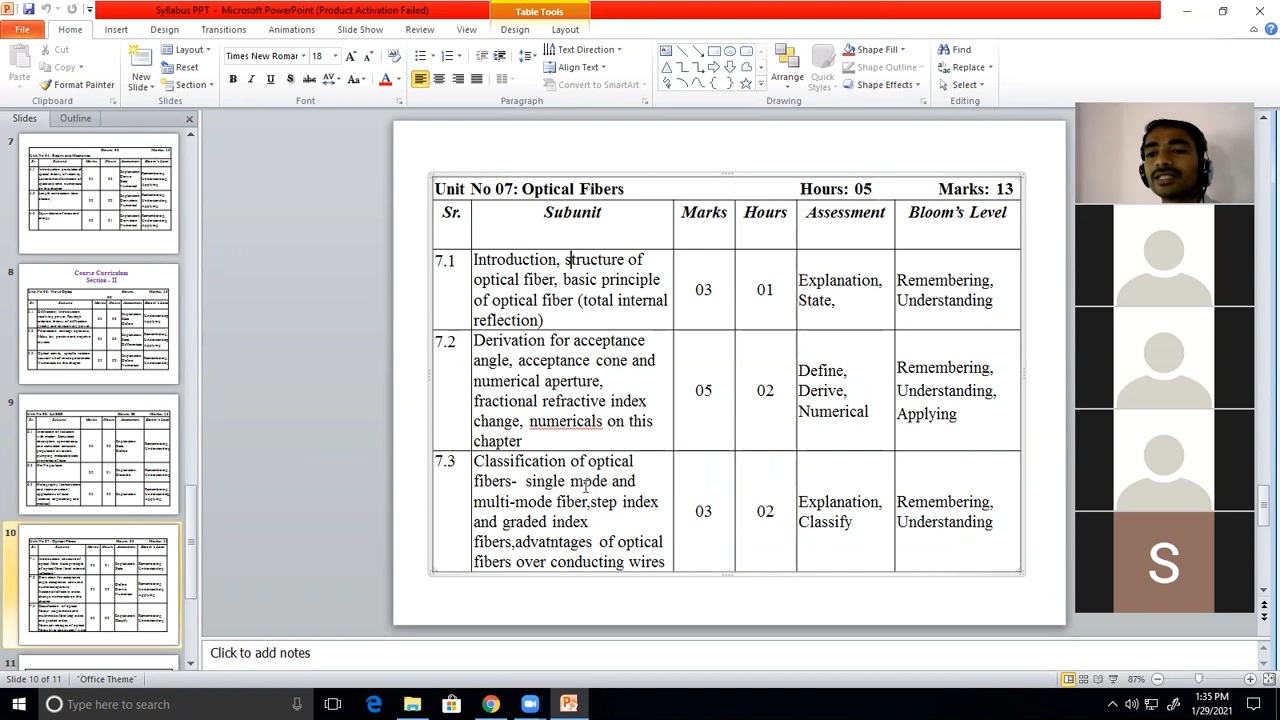 Syllabus PPT - Microsoft PowerPoint (Product Activation Failed)
Table Tools
File Home Insert Design Transitions Animations Slide Show Review View Design Layout
Paste Cut Copy Format Painter
New Slide Layout Reset Section
Times New Romar 18
Text Direction Align Text Convert to SmartArt
Arrange Quick Styles Shape Fill Shape Outline Shape Effects
Find Replace Select
Clipboard Slides Font Paragraph Drawing Editing
Slides Outline
7
8
Course Curriculum
Section - II
9
10
11
Unit No 07: Optical Fibers Hours: 05 Marks: 13
Sr. Subunit Marks Hours Assessment Bloom's Level
7.1 Introduction, structure of
optical fiber, basic principle
of optical fiber (total internal
reflection)
03 01 Explanation,
State,
Remembering,
Understanding
7.2 Derivation for acceptance
angle, acceptance cone and
numerical aperture,
fractional refractive index
change, numericals on this
chapter
05 02 Define,
Derive,
Numerical
Remembering,
Understanding,
Applying
7.3 Classification of optical
fibers- single mode and
multi-mode fiber,step index
and graded index
fibers,advatntages of optical
fibers over conducting wires
03 02 Explanation,
Classify
Remembering,
Understanding
S
Click to add notes
Slide 10 of 11 "Office Theme" 87%
Type here to search
1:35 PM
1/29/2021